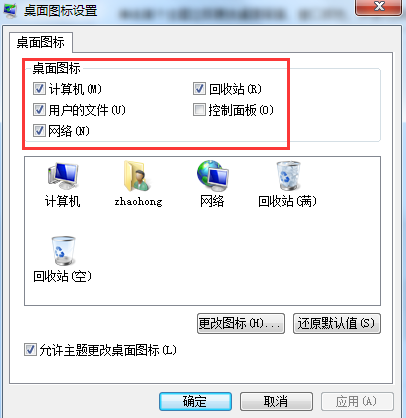 桌面图标设置
桌面图标
桌面图标
计算机(M) 回收站(R)
用户的文件(U) 控制面板(O)
网络(N)
计算机 zhaohong 网络 回收站(满)
回收站(空)
更改图标(H)... 还原默认值(S)
允许主题更改桌面图标(L)
确定 取消 应用(A)